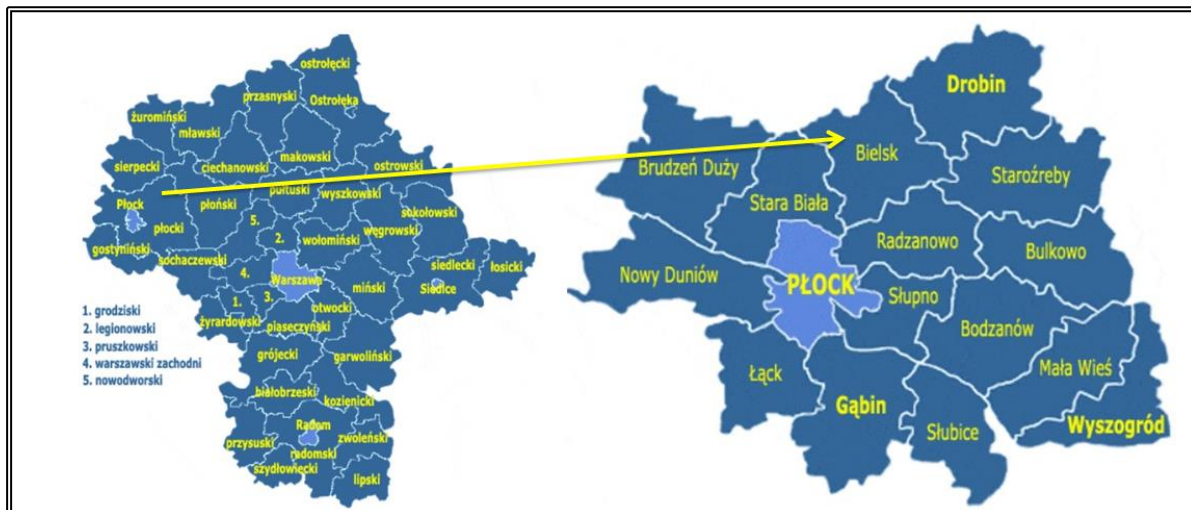 ostrołęcki
przasnyski
Ostrołęka
żuromiński
mławski
makowski
sierpecki
ciechanowski
ostrowski
pułtuski
wyszkowski
Płock
płoński
sokołowski
płocki
5.
węgrowski
gostyniński
2.
wołomiński
sochaczewski
siedlecki
łosicki
4.
Warszawa
miński
Siedlce
1.
3.
otwocki
żyrardowski
piaseczyński
grójecki
garwoliński
białobrzeski
kozienicki
Radom
przysuski
zwoleński
radomski
szydłowiecki
lipski
1. grodziski
2. legionowski
3. pruszkowski
4. warszawski zachodni
5. nowodworski
Drobin
Bielsk
Brudzeń Duży
Staroźreby
Stara Biała
Radzanowo
Bulkowo
Nowy Duniów
PŁOCK
Słupno
Bodzanów
Mała Wieś
Łąck
Gąbin
Wyszogród
Słubice